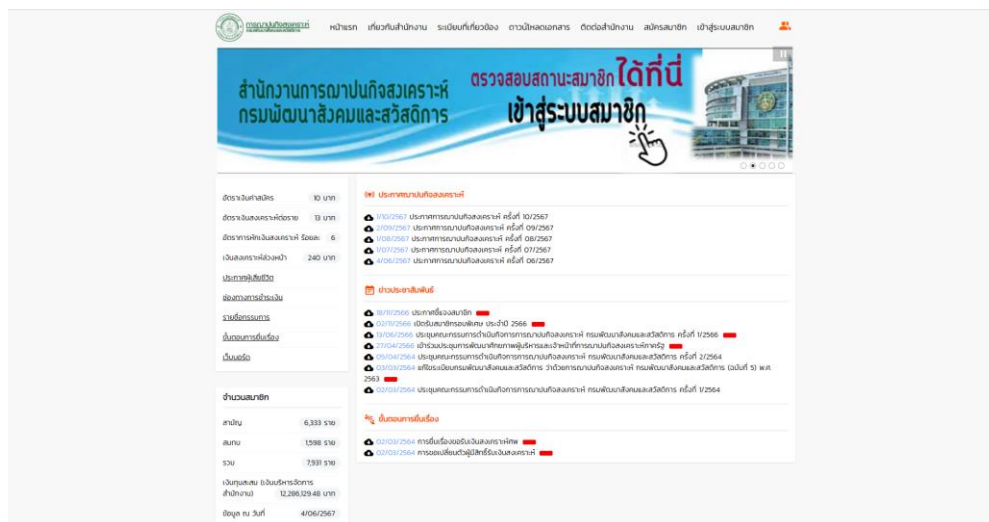 การฌาปนกิจสงเคราะห์
กรมพัฒนาสังคมและสวัสดิการ
หน้าแรก เกี่ยวกับสำนักงาน ระเบียบที่เกี่ยวข้อง ดาวน์โหลดเอกสาร ติดต่อสำนักงาน สมัครสมาชิก เข้าสู่ระบบสมาชิก
สำนักงานการฌาปนกิจสงเคราะห์
กรมพัฒนาสังคมและสวัสดิการ
ตรวจสอบสถานะสมาชิกได้ที่นี่
เข้าสู่ระบบสมาชิก
อัตราเงินค่าสมัคร 10 บาท
อัตราเงินสงเคราะห์ต่อราย 13 บาท
อัตราการหักเงินสงเคราะห์ ร้อยละ 6
เงินสงเคราะห์ล่วงหน้า 240 บาท
ประกาศผู้เสียชีวิต
ช่องทางการชำระเงิน
รายชื่อกรรมการ
ขั้นตอนการยื่นเรื่อง
เว็บบอร์ด
จำนวนสมาชิก
สามัญ 6,333 ราย
สมทบ 1,598 ราย
รวม 7,931 ราย
เงินทุนสะสม (เงินบริหารจัดการ
สำนักงาน) 12,286,129.48 บาท
ข้อมูล ณ วันที่ 4/06/2567
ประกาศฌาปนกิจสงเคราะห์
1/10/2567 ประกาศการฌาปนกิจสงเคราะห์ ครั้งที่ 10/2567
2/09/2567 ประกาศการฌาปนกิจสงเคราะห์ ครั้งที่ 09/2567
1/08/2567 ประกาศการฌาปนกิจสงเคราะห์ ครั้งที่ 08/2567
1/07/2567 ประกาศการฌาปนกิจสงเคราะห์ ครั้งที่ 07/2567
4/06/2567 ประกาศการฌาปนกิจสงเคราะห์ ครั้งที่ 06/2567
ข่าวประชาสัมพันธ์
18/11/2566 ประกาศชี้แจงสมาชิก
02/11/2566 เปิดรับสมาชิกรอบพิเศษ ประจำปี 2566
13/06/2566 ประชุมคณะกรรมการดำเนินกิจการการฌาปนกิจสงเคราะห์ กรมพัฒนาสังคมและสวัสดิการ ครั้งที่ 1/2566
27/04/2566 เข้าร่วมประชุมการพัฒนาศักยภาพผู้บริหารและเจ้าหน้าที่การฌาปนกิจสงเคราะห์ภาครัฐ
05/04/2564 ประชุมคณะกรรมการดำเนินกิจการการฌาปนกิจสงเคราะห์ กรมพัฒนาสังคมและสวัสดิการ ครั้งที่ 2/2564
03/03/2564 แก้ไขระเบียบกรมพัฒนาสังคมและสวัสดิการ ว่าด้วยการฌาปนกิจสงเคราะห์ กรมพัฒนาสังคมและสวัสดิการ (ฉบับที่ 5) พ.ศ.
2563
02/03/2564 ประชุมคณะกรรมการดำเนินกิจการการฌาปนกิจสงเคราะห์ กรมพัฒนาสังคมและสวัสดิการ ครั้งที่ 1/2564
ขั้นตอนการยื่นเรื่อง
02/03/2564 การยื่นเรื่องขอรับเงินสงเคราะห์ศพ
02/03/2564 การขอเปลี่ยนตัวผู้มีสิทธิ์รับเงินสงเคราะห์